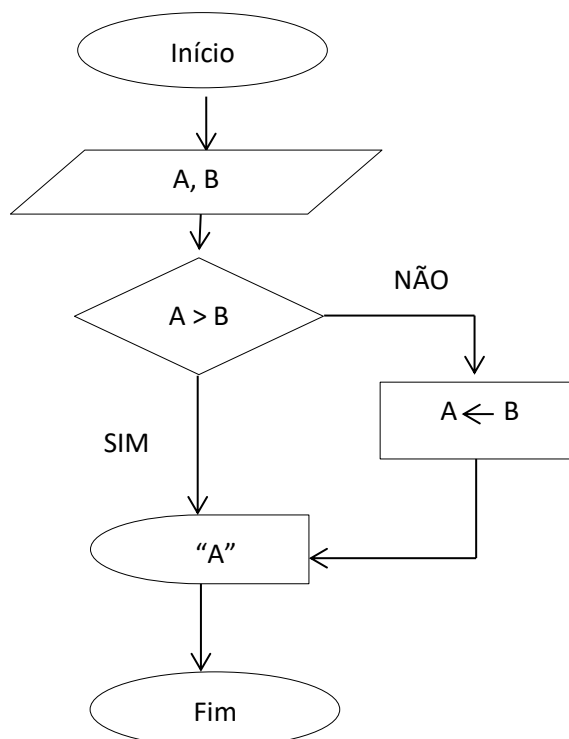 Início
A, B
A > B
NÃO
SIM
A ← B
“A”
Fim